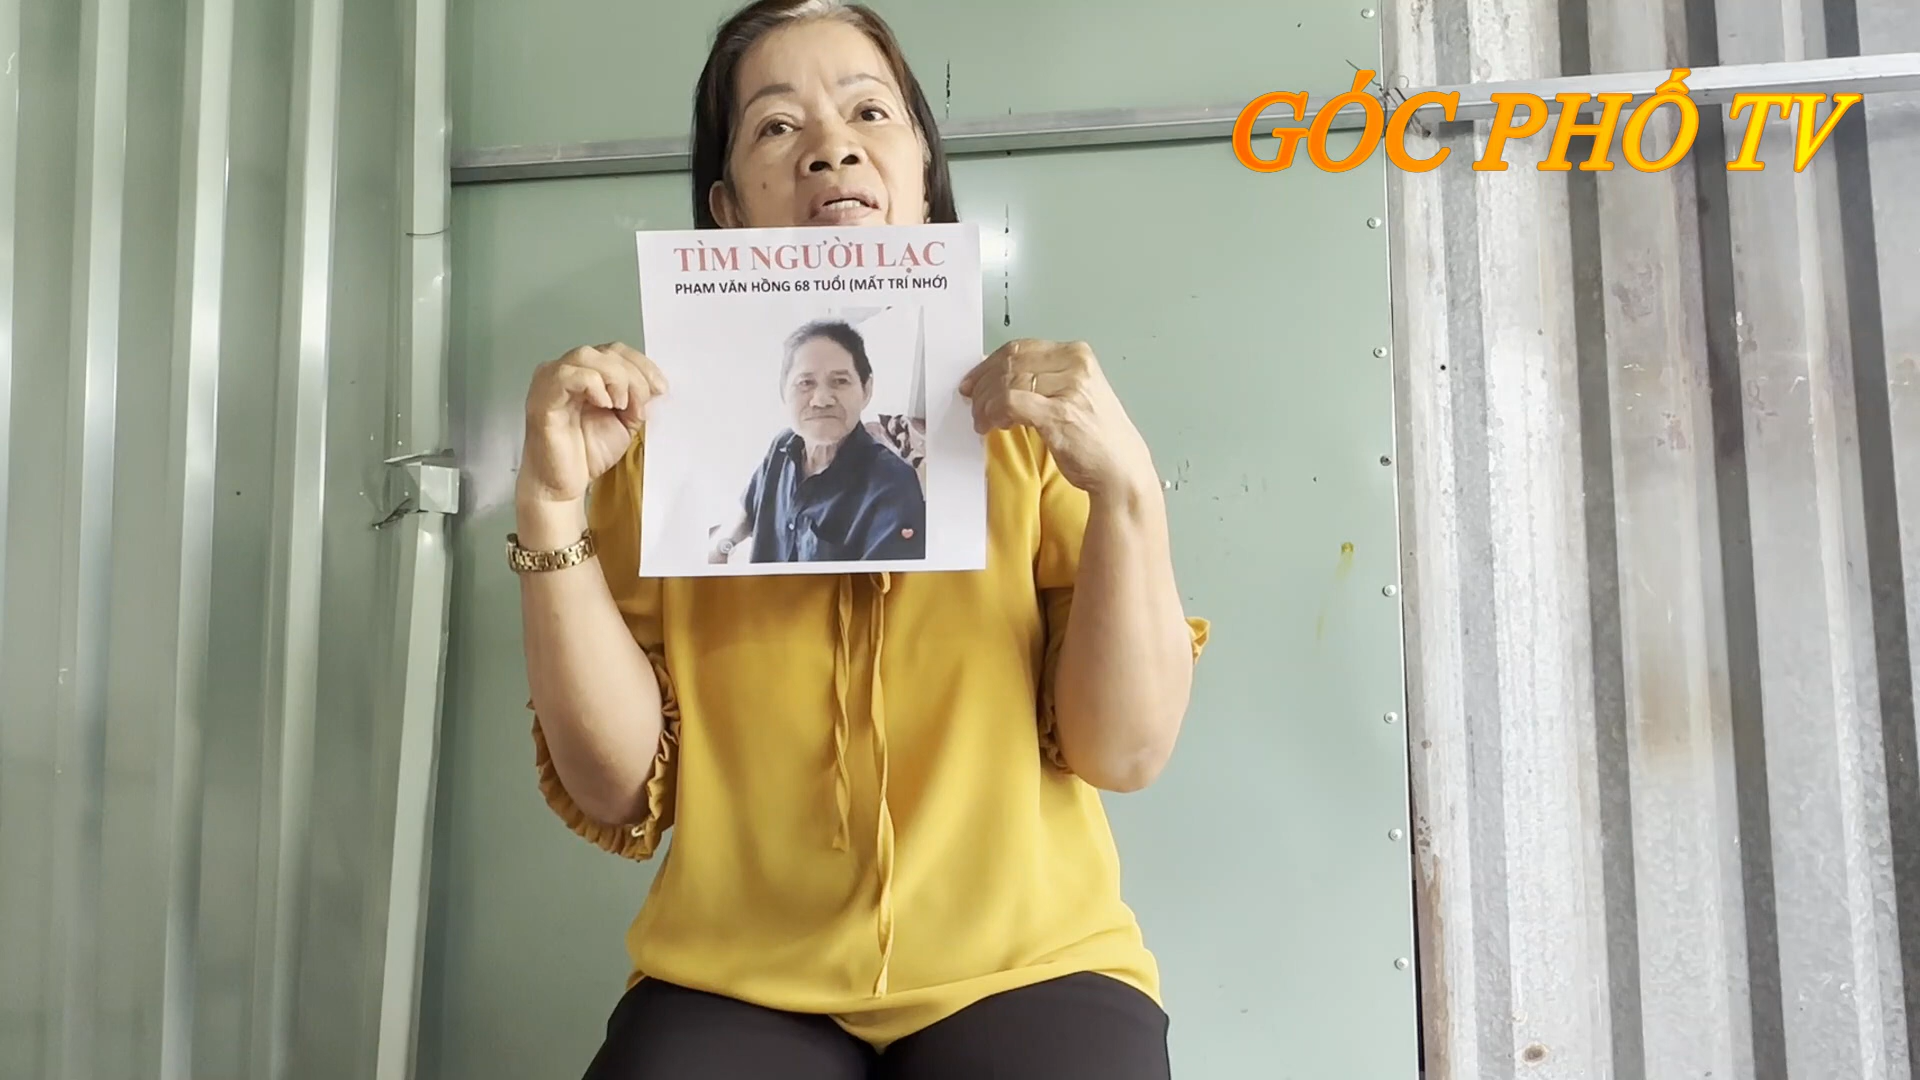 GÓC PHỐ TV
TÌM NGƯỜI LẠC
PHẠM VĂN HỒNG 68 TUỔI (MẤT TRÍ NHỚ)